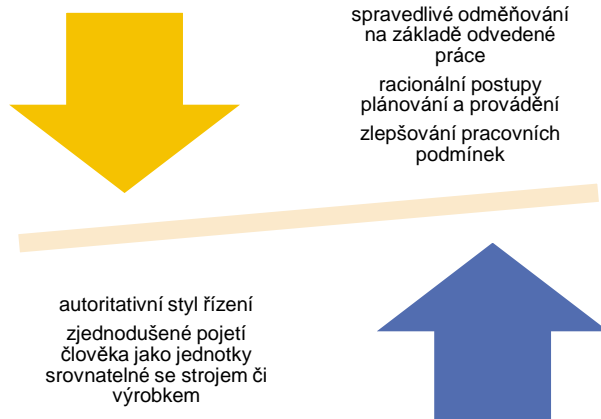 spravedlivé odměňování
na základě odvedené
práce
racionální postupy
plánování a provádění
zlepšování pracovních
podmínek
autoritativní styl řízení
zjednodušené pojetí
člověka jako jednotky
srovnatelné se strojem či
výrobkem